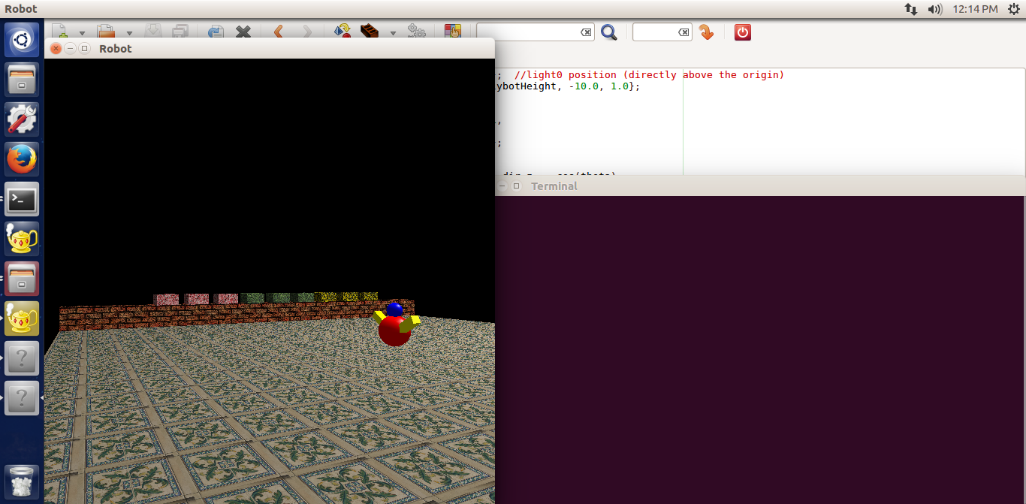 Robot
12:14 PM
Robot
; //light0 position (directly above the origin)
ybotHeight, -10.0, 1.0};
,
;
Terminal